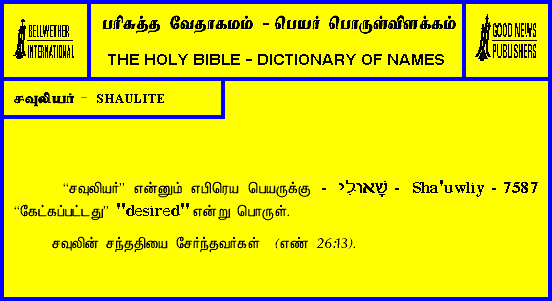 BELLWETHER
INTERNATIONAL
பரிசுத்த வேதாகமம் - பெயர் பொருள்விளக்கம்
THE HOLY BIBLE - DICTIONARY OF NAMES
GOOD NEWS
PUBLISHERS
சவுலியர் - SHAULITE
“சவுலியர்” என்னும் எபிரெய பெயருக்கு - שָׁאוּלִי - Sha'uwliy - 7587
“கேட்கப்பட்டது” "desired" என்று பொருள்.
சவுலின் சந்ததியை சேர்ந்தவர்கள் (எண் 26:13).